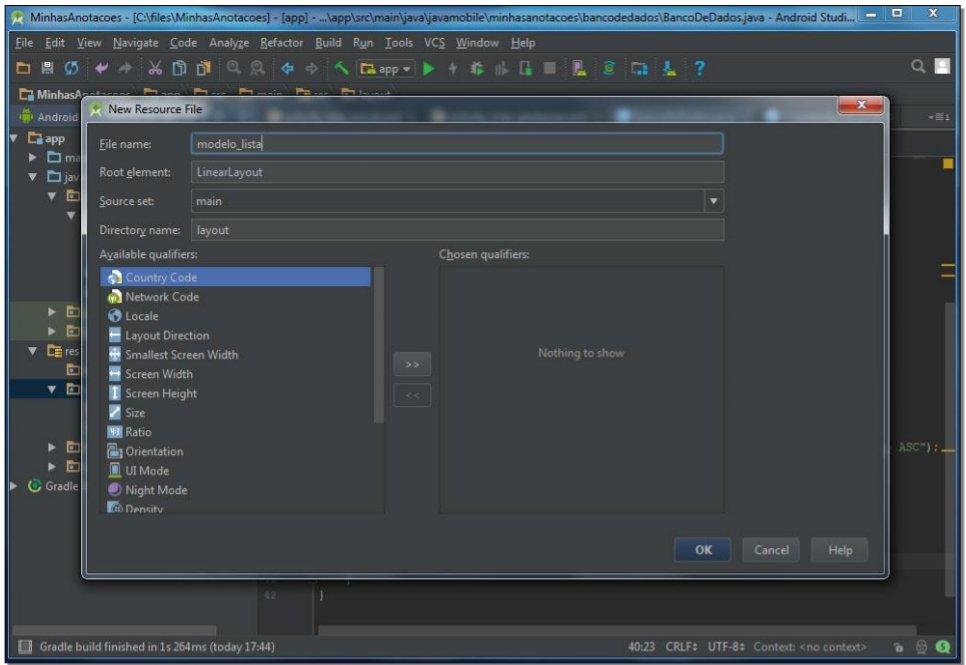 MinhasAnotacoes - [C:\files\MinhasAnotacoes] - [app] - ...\app\src\main\java\javamobile\minhasanotacoes\bancodedados\BancoDeDados.java - Android Studi...
File Edit View Navigate Code Analyze Refactor Build Run Tools VCS Window Help
app
MinhasAnotacoes app src main res layout
Android
New Resource File
app
ma
jav
res
Gradle
File name: modelo_lista
Root element: LinearLayout
Source set: main
Directory name: layout
Available qualifiers: Chosen qualifiers:
Country Code
Network Code
Locale
Layout Direction
Smallest Screen Width
Screen Width
Screen Height
Size
Ratio
Orientation
UI Mode
Night Mode
Density
>>
<<
Nothing to show
ASC");
OK Cancel Help
42 }
Gradle build finished in 1s 264ms (today 17:44) 40:23 CRLF UTF-8 Context: <no context>